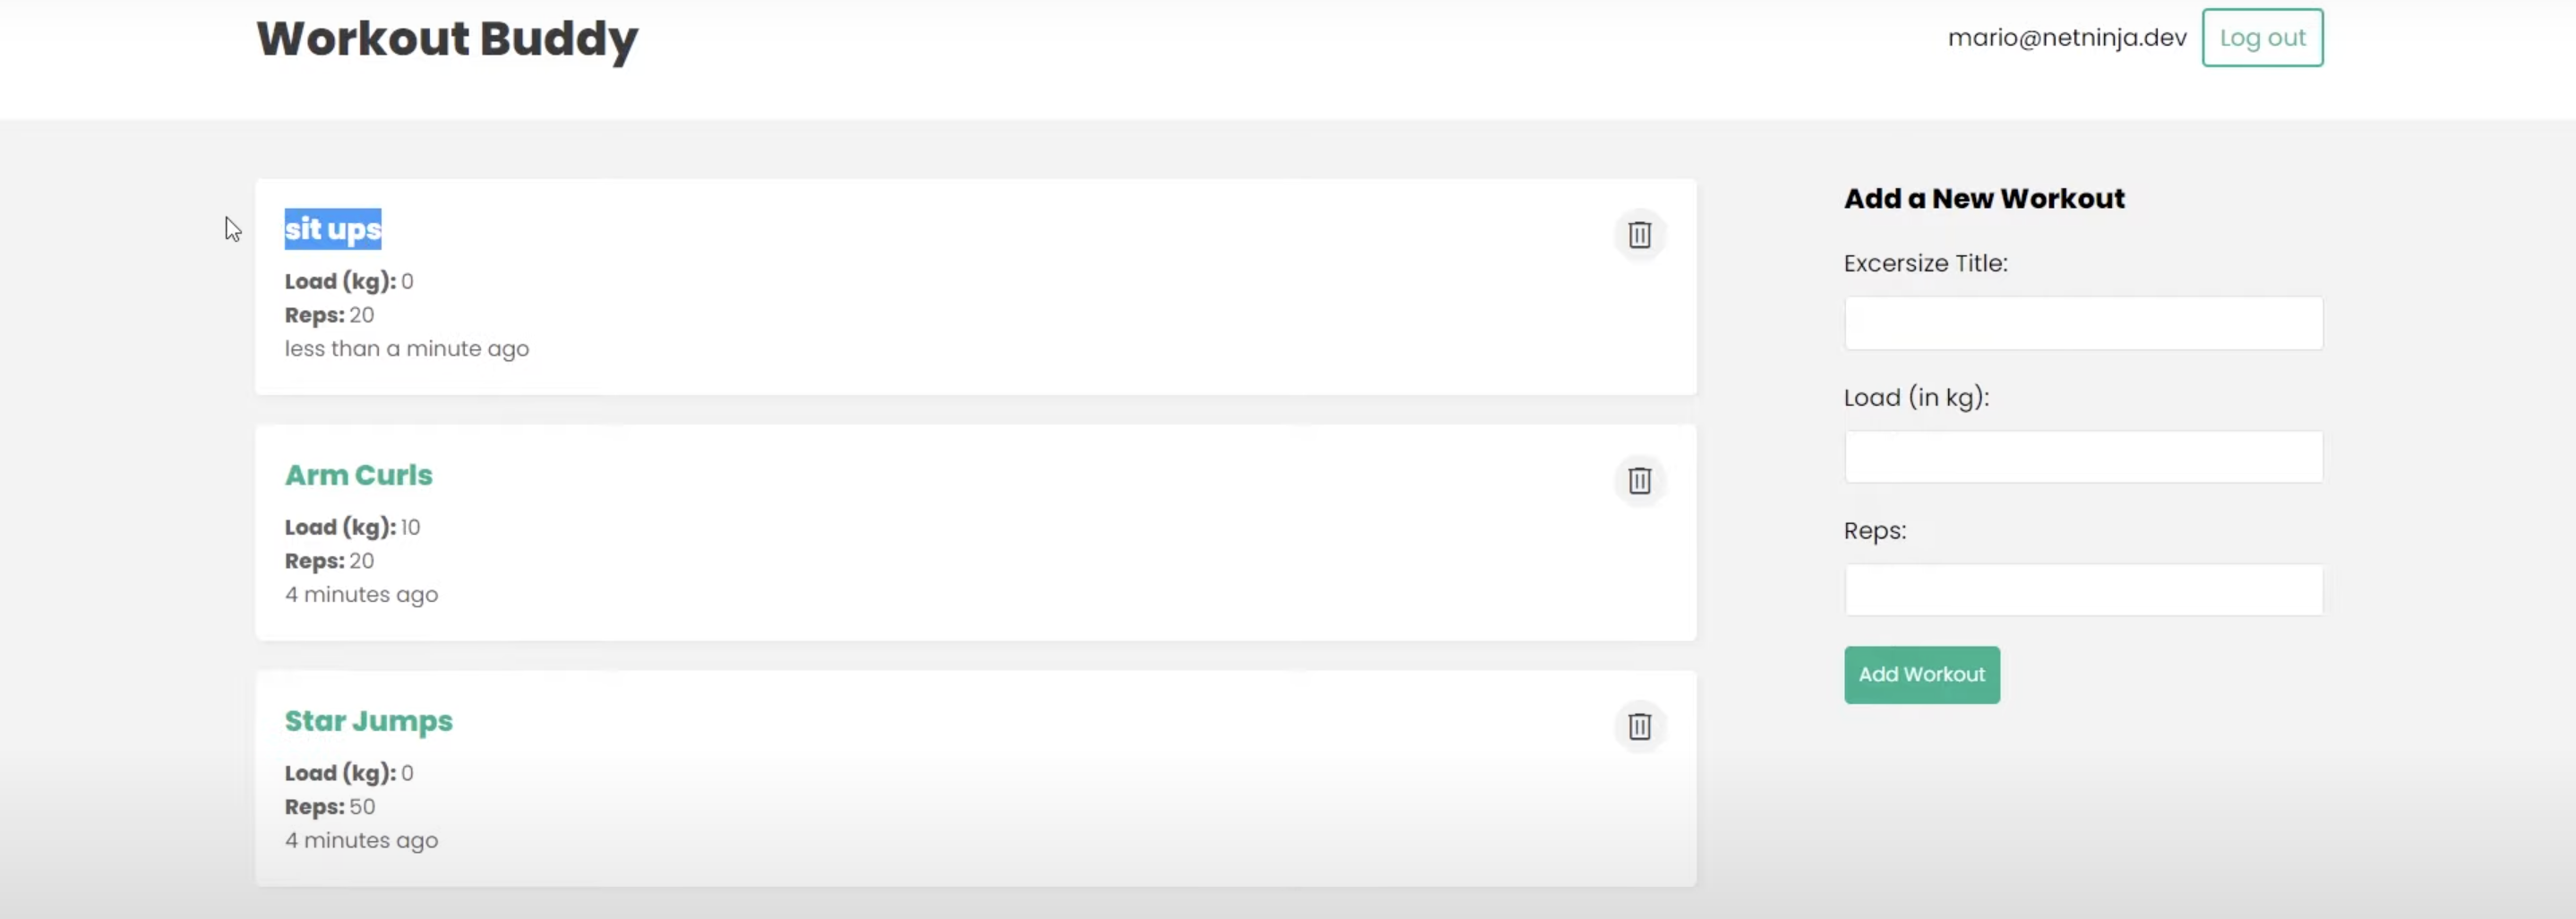 Workout Buddy
mario@netninja.dev
Log out
sit ups
Load (kg): 0
Reps: 20
less than a minute ago
Arm Curls
Load (kg): 10
Reps: 20
4 minutes ago
Star Jumps
Load (kg): 0
Reps: 50
4 minutes ago
Add a New Workout
Excersize Title:
Load (in kg):
Reps:
Add Workout